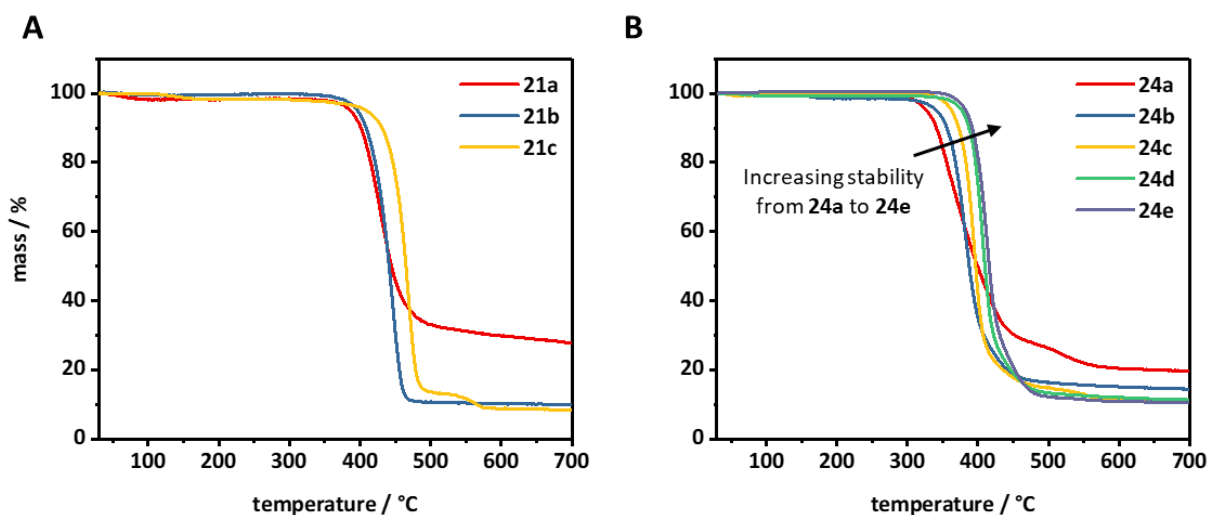 A
B
100
80
60
40
20
0
mass / %
100
200
300
400
500
600
700
temperature / °C
21a
21b
21c
100
80
60
40
20
0
100
200
300
400
500
600
700
temperature / °C
24a
24b
24c
24d
24e
Increasing stability
from 24a to 24e